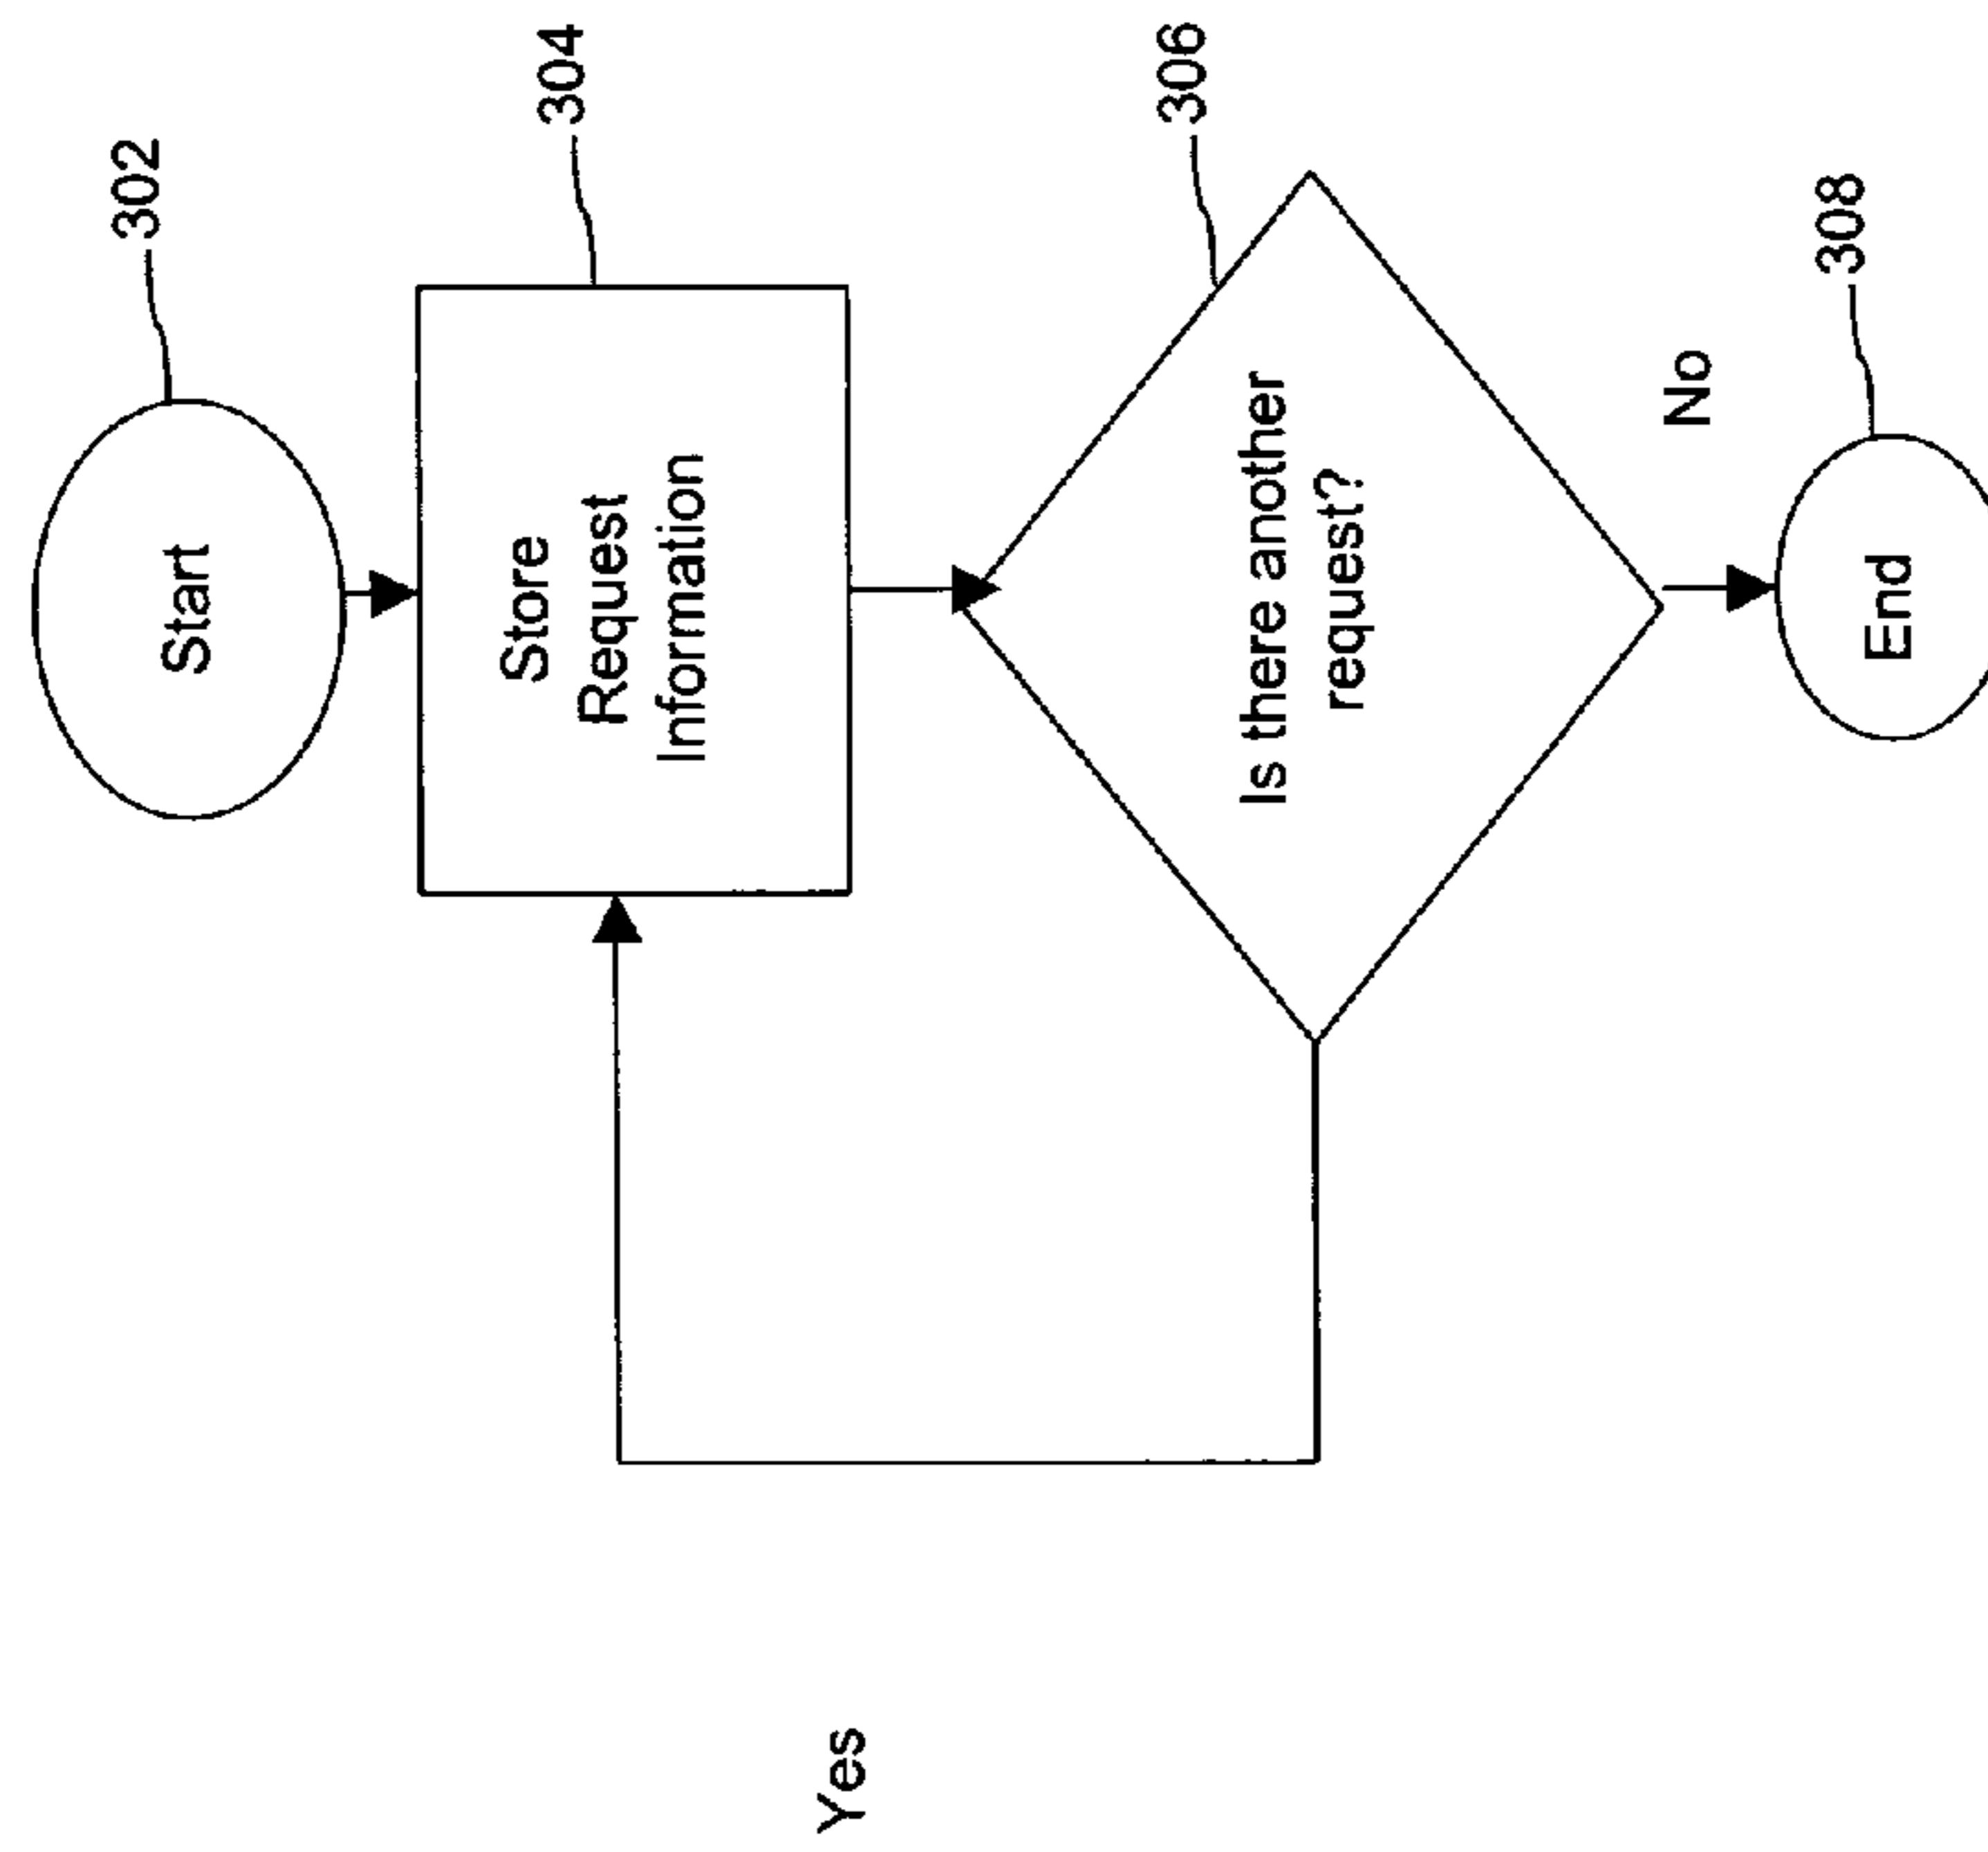 302
Start
304
Store
Request
Information
306
Is there another
request?
Yes
No
308
End